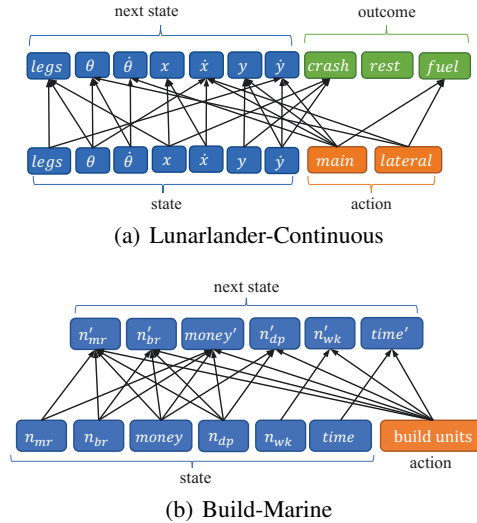 next state outcome
legs θ θ̇ x ẋ y ẏ crash rest fuel
legs θ θ̇ x ẋ y ẏ main lateral
state action
(a) Lunarlander-Continuous
next state
n'mr n'br money' n'dp n'wk time'
nmr nbr money ndp nwk time build units
state action
(b) Build-Marine